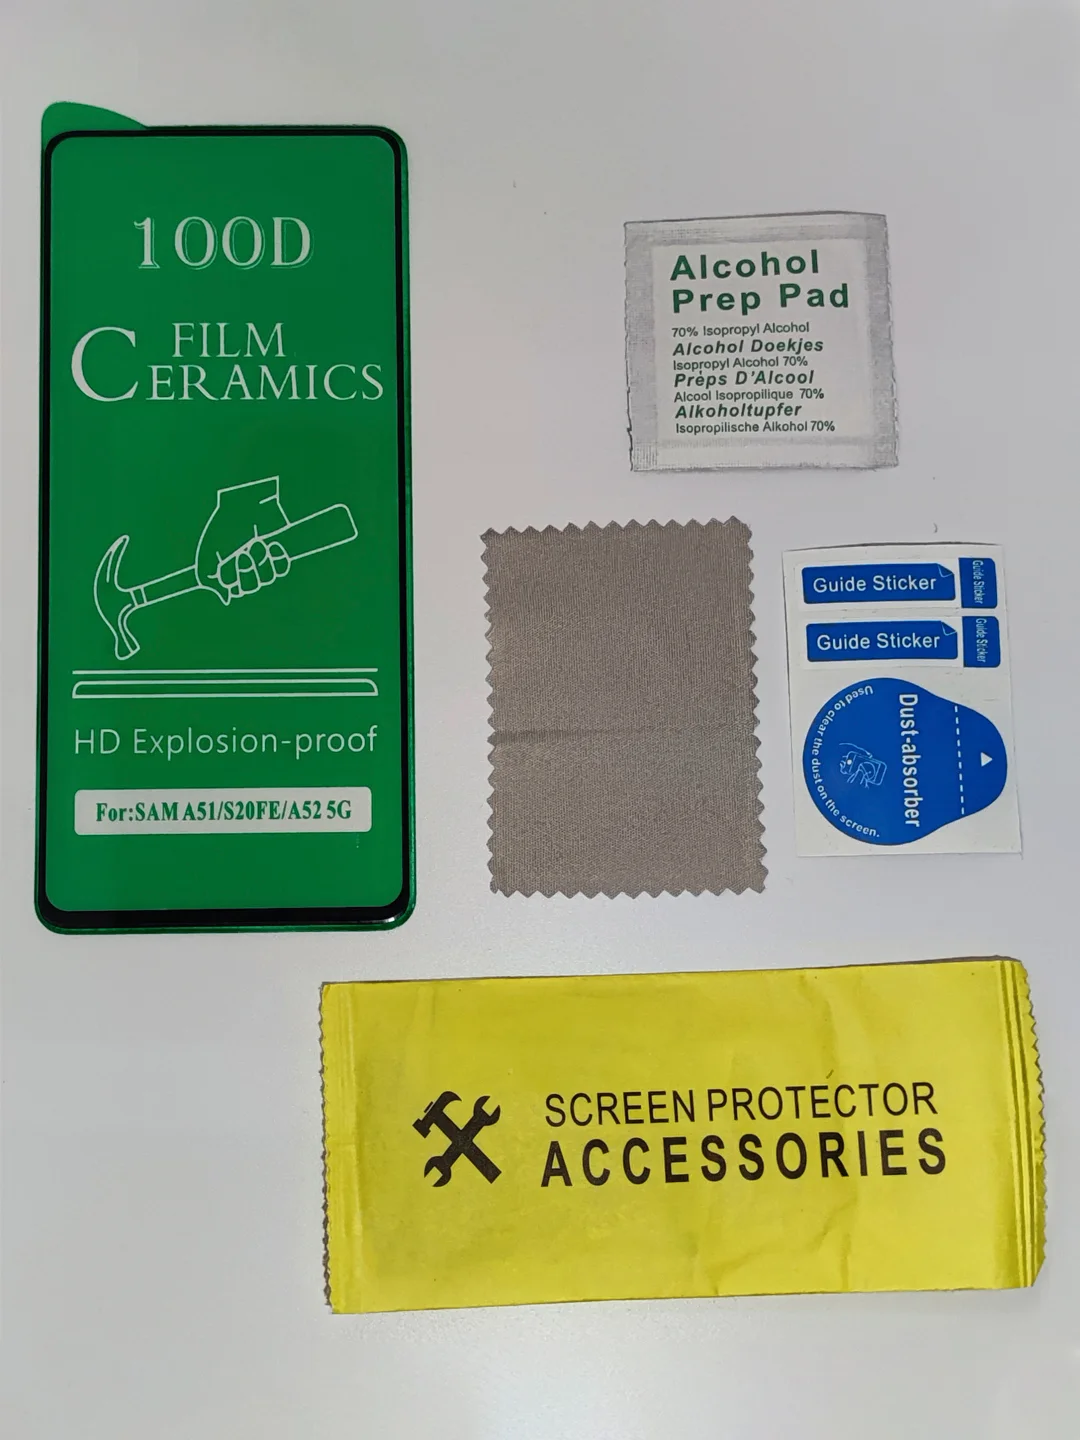 100D
FILM
CERAMICS
HD Explosion-proof
For:SAM A51/S20FE/A52 5G
Alcohol
Prep Pad
70% Isopropyl Alcohol
Alcohol Doekjes
Isopropyl Alcohol 70%
Prèps D'Alcool
Alcool Isopropilique 70%
Alkoholtupfer
Isopropilische Alkohol 70%
Guide Sticker
Guide Sticker
Guide Sticker
Guide Sticker
Dust-absorber
Used to clear the dust on the screen.
SCREEN PROTECTOR
ACCESSORIES